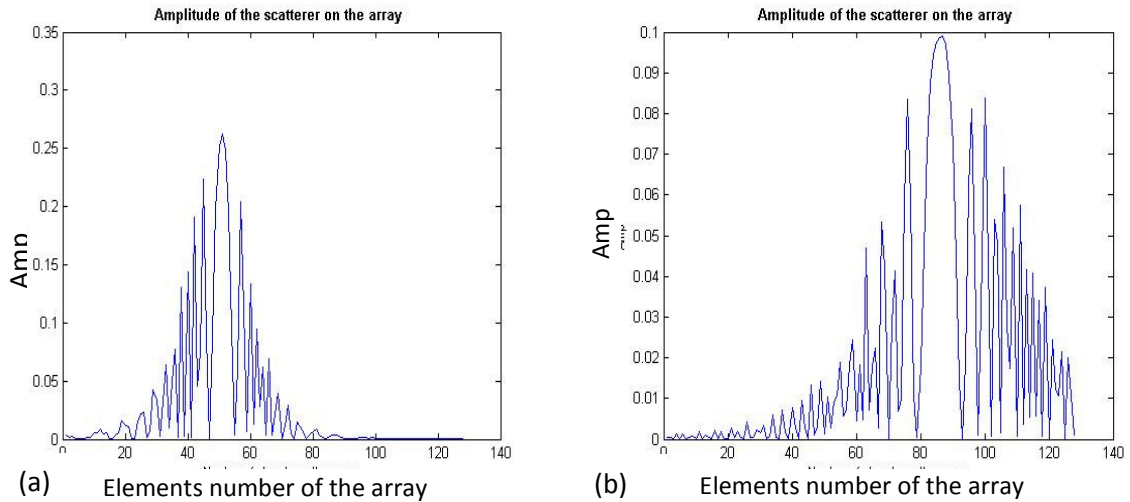 Amplitude of the scatterer on the array
0.35
0.3
0.25
0.2
0.15
0.1
0.05
0
Amp
0 20 40 60 80 100 120 140
(a) Elements number of the array
Amplitude of the scatterer on the array
0.1
0.09
0.08
0.07
0.06
0.05
0.04
0.03
0.02
0.01
0
Amp
Amp
0 20 40 60 80 100 120 140
(b) Elements number of the array